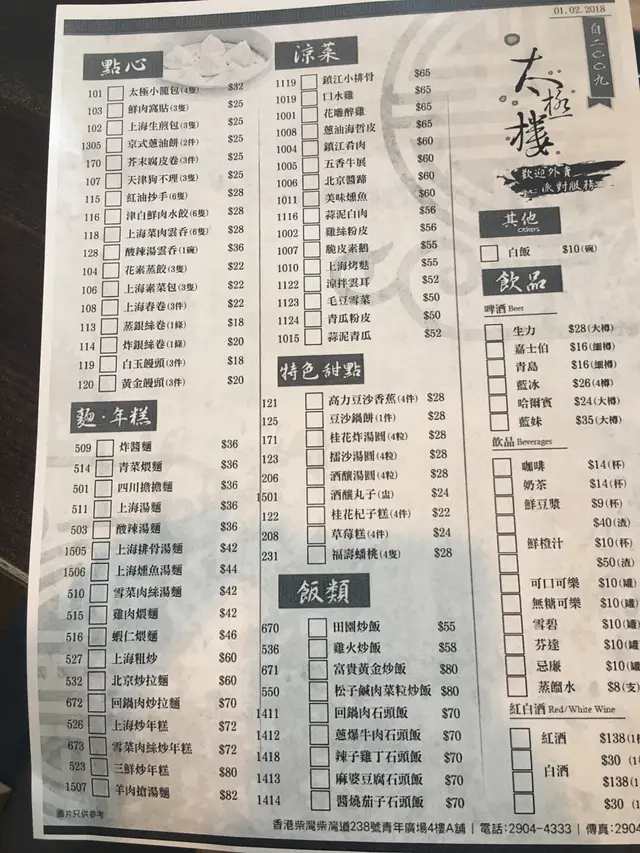 01.02.2018
自二〇〇九
太極樓
歡迎外賣
派對服務
點心
101 太極小籠包(4隻) $32
103 鮮肉窩貼(3隻) $25
102 上海生煎包(3隻) $25
1305 京式蔥油餅(2件) $25
170 芥末腐皮卷(3件) $25
107 天津狗不理(3隻) $25
115 紅油抄手(6隻) $28
116 津白鮮肉水餃(6隻) $28
118 上海菜肉雲吞(6隻) $28
128 酸辣湯雲吞(1碗) $36
104 花素蒸餃(3隻) $22
106 上海素菜包(3隻) $22
108 上海春卷(3件) $22
113 蒸銀絲卷(1條) $18
114 炸銀絲卷(1條) $20
119 白玉饅頭(3件) $18
120 黃金饅頭(3件) $20
麵·年糕
509 炸醬麵 $36
514 青菜煨麵 $36
501 四川擔擔麵 $36
511 上海湯麵 $36
503 酸辣湯麵 $36
1505 上海排骨湯麵 $42
1506 上海燻魚湯麵 $44
510 雪菜肉絲湯麵 $42
515 雞肉煨麵 $42
516 蝦仁煨麵 $46
527 上海粗炒 $60
532 北京炒拉麵 $60
672 回鍋肉炒拉麵 $70
526 上海炒年糕 $72
673 雪菜肉絲炒年糕 $72
523 三鮮炒年糕 $80
1507 羊肉搶湯麵 $82
圖片只供參考
涼菜
1119 鎮江小排骨 $65
1019 口水雞 $65
1001 花雕醉雞 $65
1008 蔥油海哲皮 $65
1004 鎮江肴肉 $60
1005 五香牛展 $60
1006 北京醬蹄 $60
1011 美味燻魚 $60
1116 蒜泥白肉 $56
1002 雞絲粉皮 $56
1007 脆皮素鵝 $55
1010 上海烤麩 $55
1122 涼拌雲耳 $52
1123 毛豆雪菜 $50
1124 青瓜粉皮 $50
1015 蒜泥青瓜 $52
特色甜點
121 高力豆沙香蕉(4件) $28
125 豆沙鍋餅(1件) $28
171 桂花炸湯圓(4粒) $28
123 擂沙湯圓(4粒) $28
206 酒釀湯圓(4粒) $28
1501 酒釀丸子(盅) $24
122 桂花杞子糕(4件) $22
208 草莓糕(4件) $24
231 福壽蟠桃(4隻) $28
飯類
670 田園炒飯 $55
536 雞火炒飯 $58
671 富貴黃金炒飯 $80
550 松子鹹肉菜粒炒飯 $80
1411 回鍋肉石頭飯 $70
1412 蔥爆牛肉石頭飯 $70
1418 辣子雞丁石頭飯 $70
1413 麻婆豆腐石頭飯 $70
1414 醬燒茄子石頭飯 $70
其他
Others
白飯 $10(碗)
飲品
啤酒 Beer
生力 $28(大樽)
嘉士伯 $16(細樽)
青島 $16(細樽)
藍冰 $26(4樽)
哈爾賓 $24(大樽)
藍妹 $35(大樽)
飲品 Beverages
咖啡 $14(杯)
奶茶 $14(杯)
鮮豆漿 $9(杯)
$40(渣)
鮮橙汁 $10(杯)
$50(渣)
可口可樂 $10(罐)
無糖可樂 $10(罐)
雪碧 $10(罐)
芬達 $10(罐
忌廉 $10(罐
蒸餾水 $8(支)
紅白酒 Red/White Wine
紅酒 $138(1
$30 (1
白酒 $138(1
$30 (1
香港柴灣柴灣道238號青年廣場4樓A舖 | 電話:2904-4333 | 傳真:2904